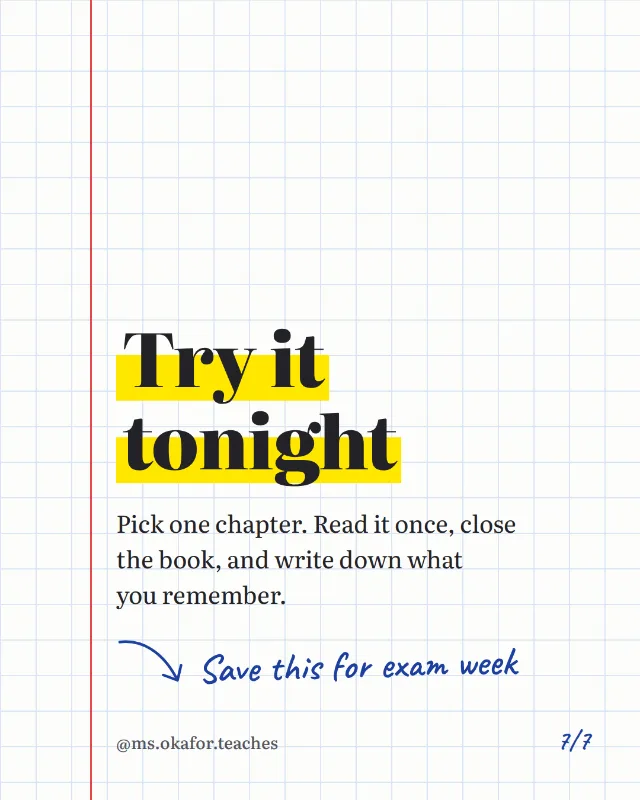 Try it
tonight
Pick one chapter. Read it once, close
the book, and write down what
you remember.
Save this for exam week
@ms.okafor.teaches
7/7